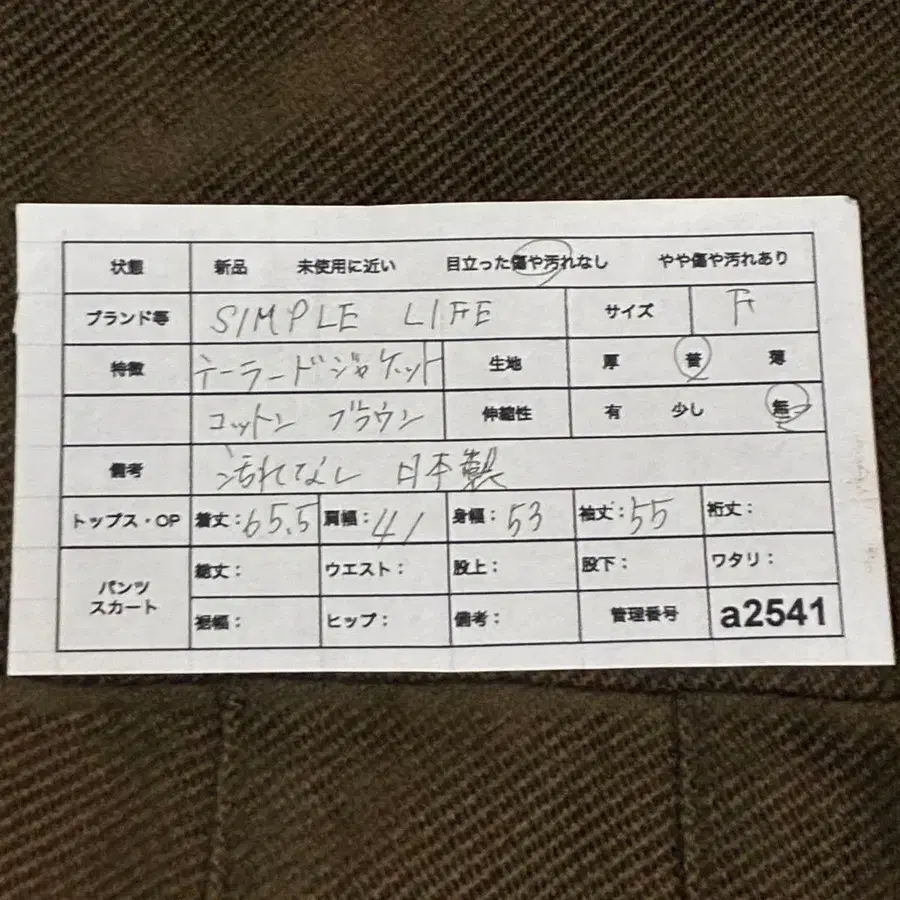 状態 新品 未使用に近い 目立った傷や汚れなし やや傷や汚れあり
ブランド等 SIMPLE LIFE サイズ F
特徴 テーラードジャケット 生地 厚 普 薄
コットン ブラウン 伸縮性 有 少し 無
備考 汚れなし 日本製
トップス・OP 着丈：65.5 肩幅：41 身幅：53 袖丈：55 裄丈：
パンツ スカート 総丈： ウエスト： 股上： 股下： ワタリ：
裾幅： ヒップ： 備考： 管理番号 a2541